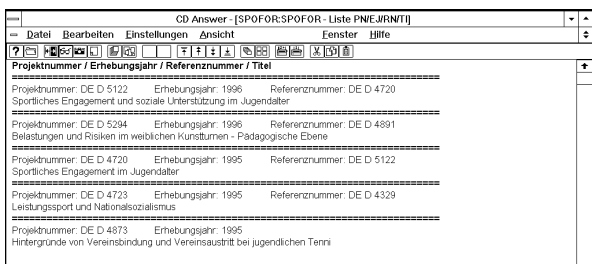 CD Answer - [SPOFOR:SPOFOR - Liste PN/EJ/RN/TI]
Datei Bearbeiten Einstellungen Ansicht Fenster Hilfe
Projektnummer / Erhebungsjahr / Referenznummer / Titel
Projektnummer: DE D 5122 Erhebungsjahr: 1996 Referenznummer: DE D 4720
Sportliches Engagement und soziale Unterstützung im Jugendalter
Projektnummer: DE D 5294 Erhebungsjahr: 1996 Referenznummer: DE D 4891
Belastungen und Risiken im weiblichen Kunstturnen - Pädagogische Ebene
Projektnummer: DE D 4720 Erhebungsjahr: 1995 Referenznummer: DE D 5122
Sportliches Engagement im Jugendalter
Projektnummer: DE D 4723 Erhebungsjahr: 1995 Referenznummer: DE D 4329
Leistungssport und Nationalsozialismus
Projektnummer: DE D 4873 Erhebungsjahr: 1995
Hintergründe von Vereinsbindung und Vereinsaustritt bei jugendlichen Tenni